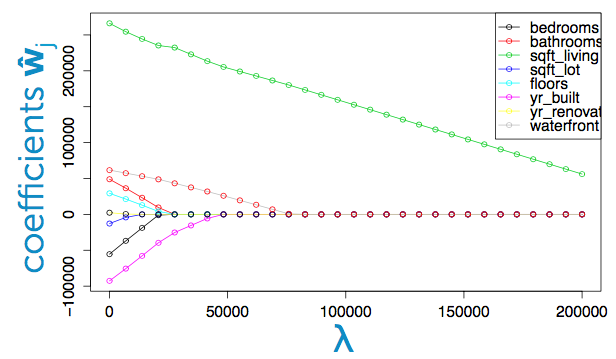 coefficients ŵj
-100000 0 100000 200000
bedrooms
bathrooms
sqft_living
sqft_lot
floors
yr_built
yr_renovat
waterfront
0 50000 100000 150000 200000
λ